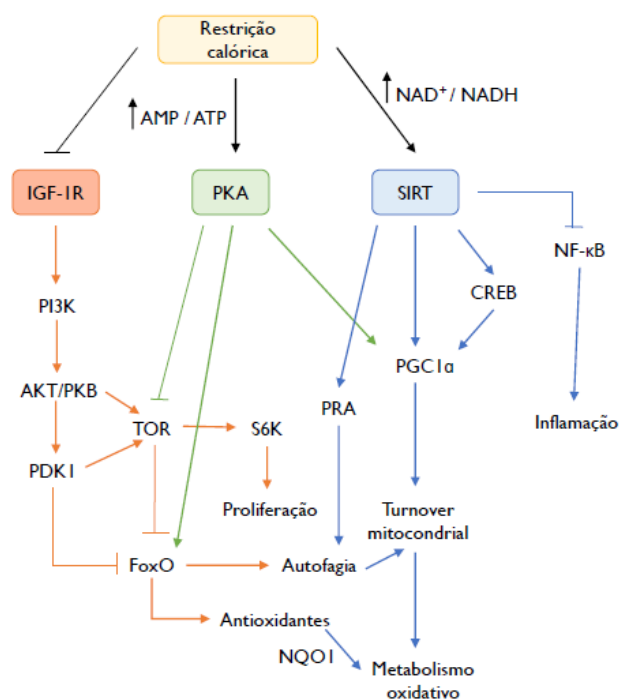 Restrição
calórica
AMP / ATP
NAD⁺ / NADH
IGF-1R
PKA
SIRT
NF-κB
PI3K
CREB
AKT/PKB
PGC1α
TOR
S6K
PRA
Inflamação
PDK1
Proliferação
Turnover
mitocondrial
FoxO
Autofagia
Antioxidantes
NQO1
Metabolismo
oxidativo